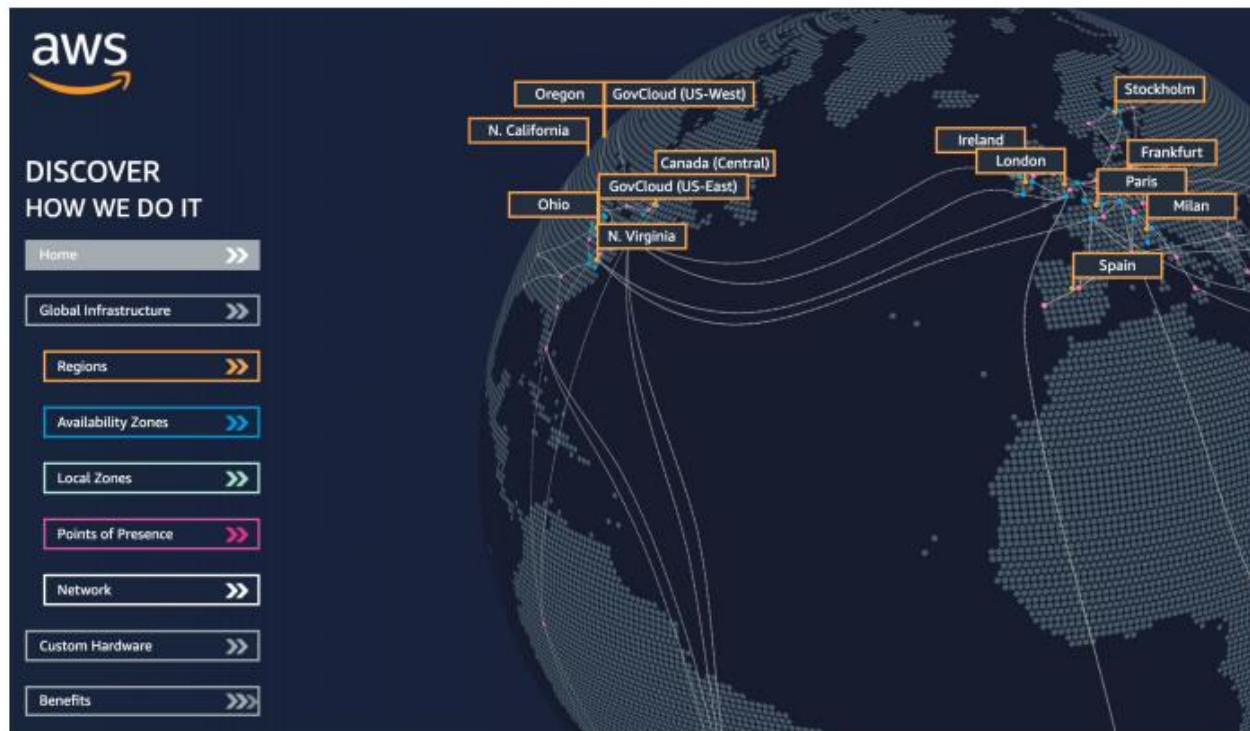 aws
DISCOVER
HOW WE DO IT
Home
Global Infrastructure
Regions
Availability Zones
Local Zones
Points of Presence
Network
Custom Hardware
Benefits
Oregon
GovCloud (US-West)
N. California
Canada (Central)
GovCloud (US-East)
Ohio
N. Virginia
Stockholm
Ireland
London
Frankfurt
Paris
Milan
Spain